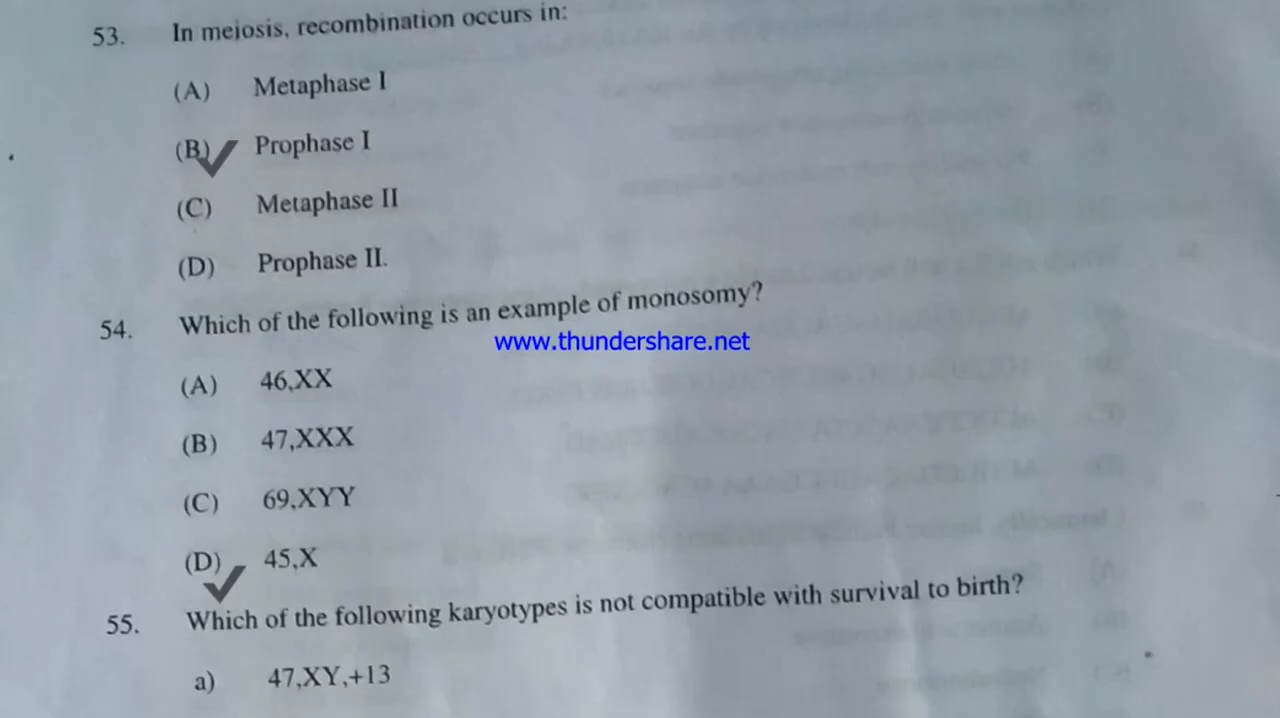 53. In meiosis, recombination occurs in:
(A) Metaphase I
(B) Prophase I
(C) Metaphase II
(D) Prophase II.
54. Which of the following is an example of monosomy?
www.thundershare.net
(A) 46,XX
(B) 47,XXX
(C) 69,XYY
(D) 45,X
55. Which of the following karyotypes is not compatible with survival to birth?
a) 47,XY,+13